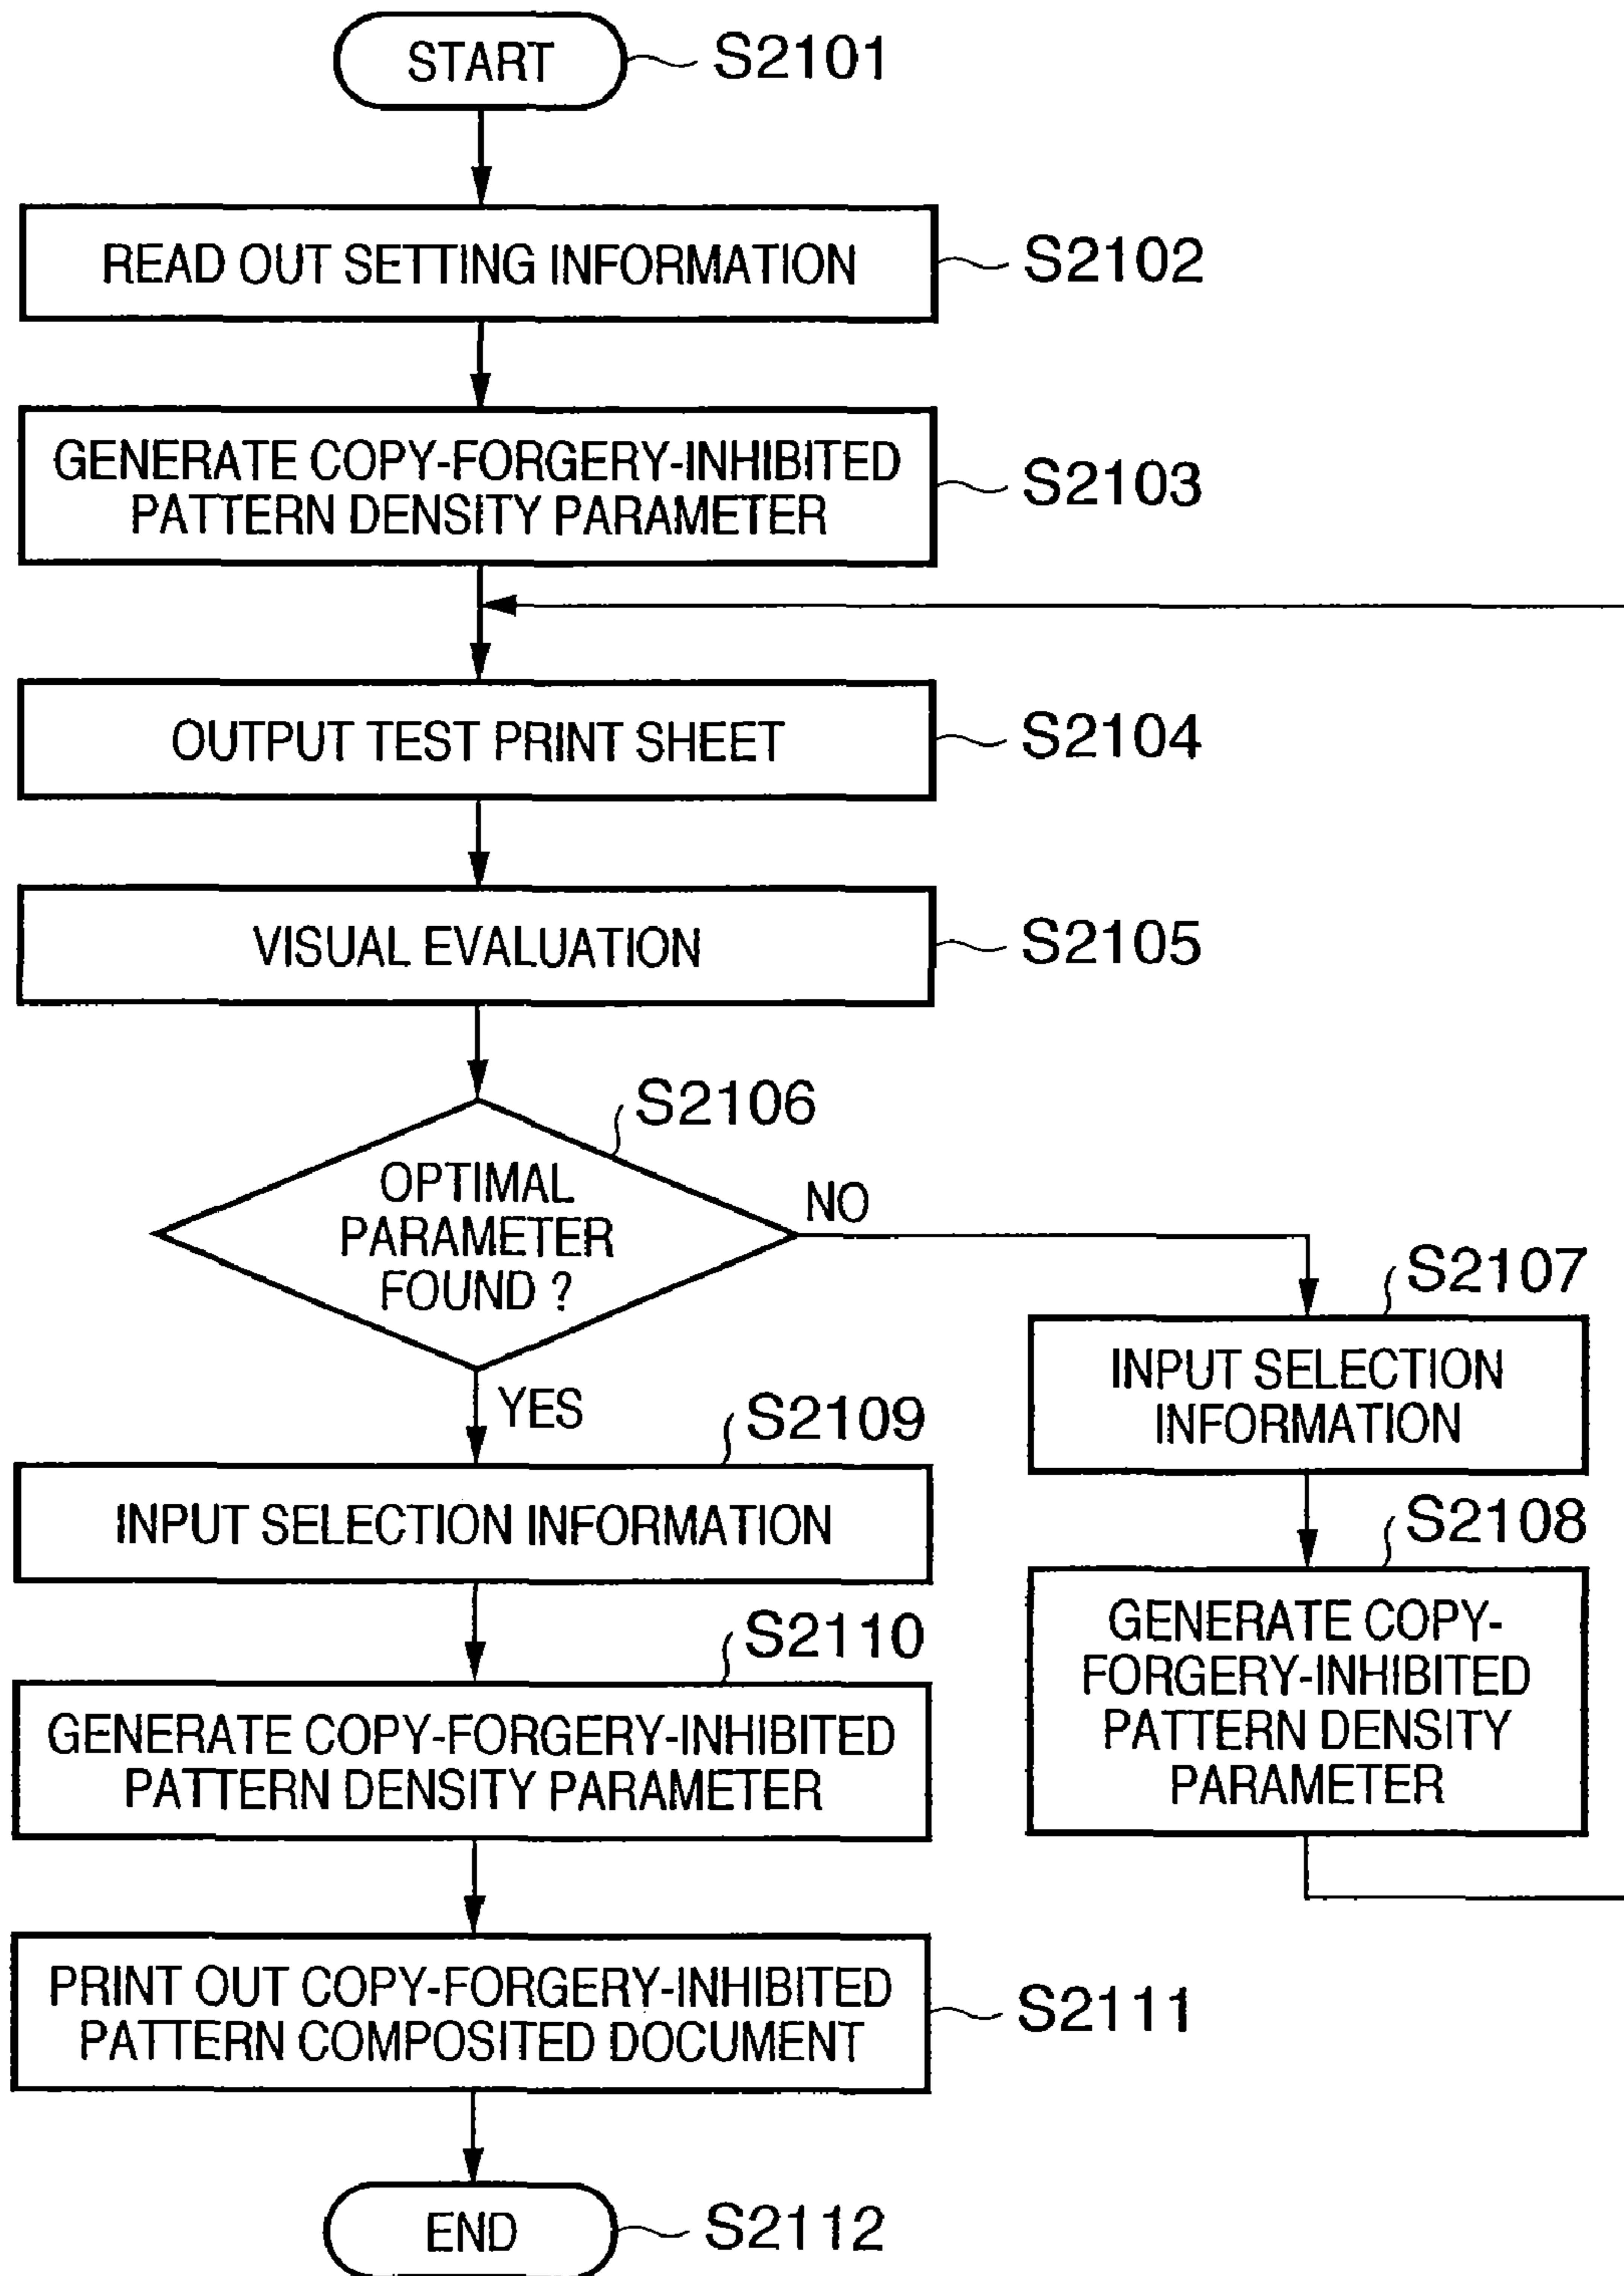 START
S2101
READ OUT SETTING INFORMATION
S2102
GENERATE COPY-FORGERY-INHIBITED
PATTERN DENSITY PARAMETER
S2103
OUTPUT TEST PRINT SHEET
S2104
VISUAL EVALUATION
S2105
S2106
OPTIMAL
PARAMETER
FOUND ?
NO
YES
S2107
INPUT SELECTION
INFORMATION
S2108
GENERATE COPY-
FORGERY-INHIBITED
PATTERN DENSITY
PARAMETER
S2109
INPUT SELECTION INFORMATION
S2110
GENERATE COPY-FORGERY-INHIBITED
PATTERN DENSITY PARAMETER
PRINT OUT COPY-FORGERY-INHIBITED
PATTERN COMPOSITED DOCUMENT
S2111
END
S2112